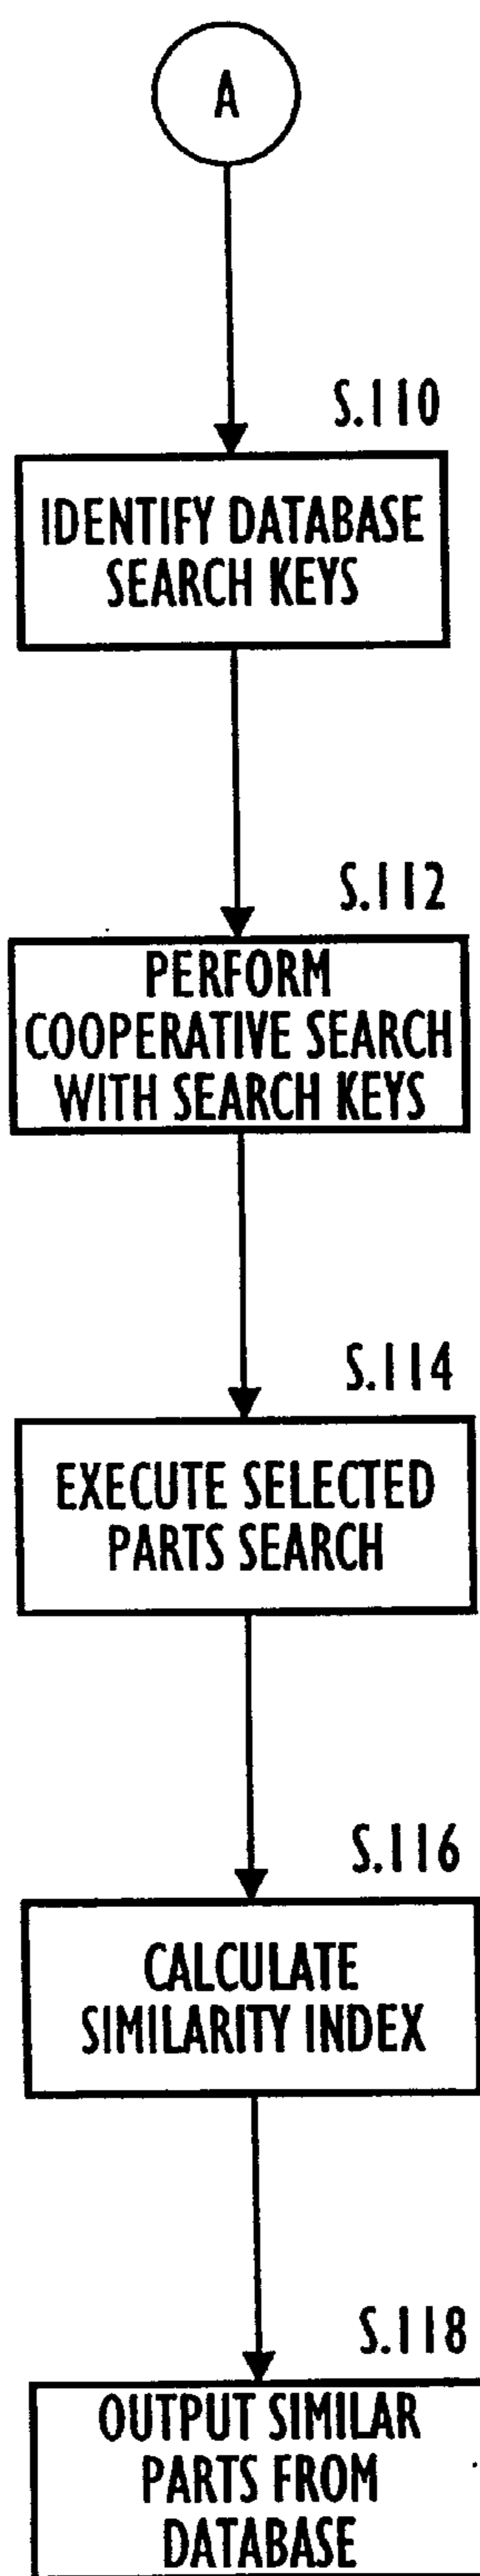 A
S.110
IDENTIFY DATABASE
SEARCH KEYS
S.112
PERFORM
COOPERATIVE SEARCH
WITH SEARCH KEYS
S.114
EXECUTE SELECTED
PARTS SEARCH
S.116
CALCULATE
SIMILARITY INDEX
S.118
OUTPUT SIMILAR
PARTS FROM
DATABASE